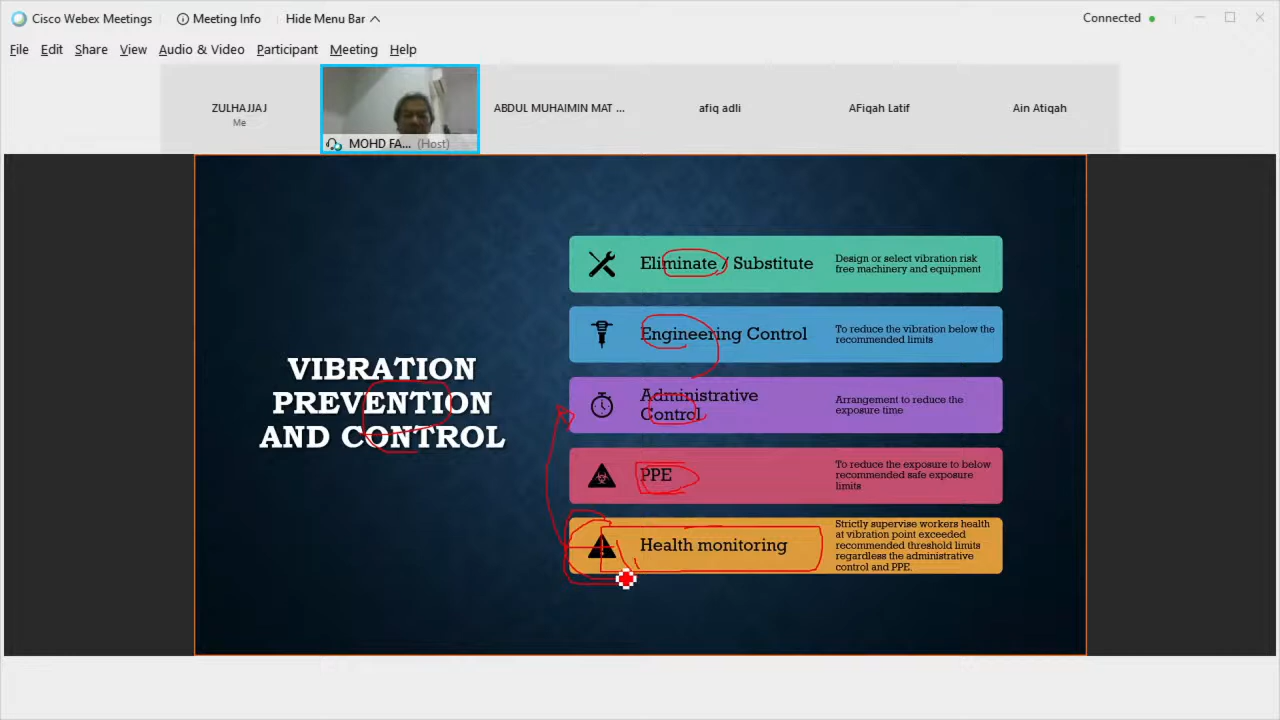 Cisco Webex Meetings
Meeting Info
Hide Menu Bar
Connected
File Edit Share View Audio & Video Participant Meeting Help
ZULHAJJAJ
Me
MOHD FA... (Host)
ABDUL MUHAIMIN MAT ...
afiq adli
AFiqah Latif
Ain Atiqah
VIBRATION
PREVENTION
AND CONTROL
Eliminate / Substitute
Design or select vibration risk
free machinery and equipment
Engineering Control
To reduce the vibration below the
recommended limits
Administrative
Control
Arrangement to reduce the
exposure time
PPE
To reduce the exposure to below
recommended safe exposure
limits
Health monitoring
Strictly supervise workers health
at vibration point exceeded
recommended threshold limits
regardless the administrative
control and PPE.